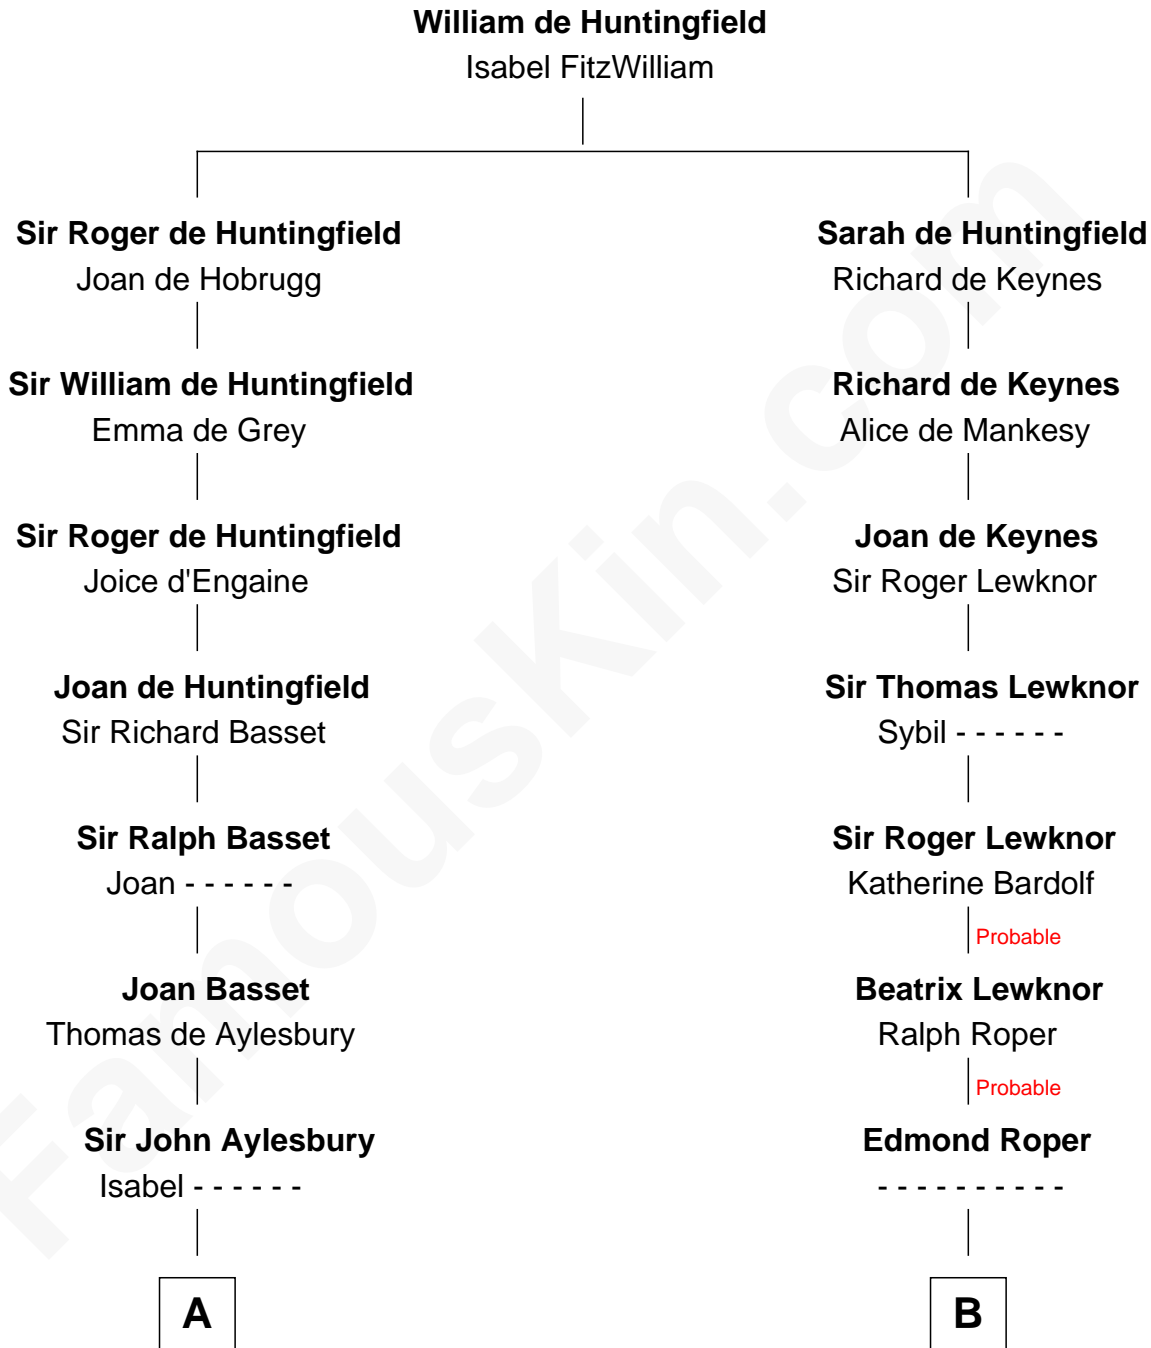 William de Huntingfield
Isabel FitzWilliam
Sir Roger de Huntingfield
Joan de Hobrugg
Sarah de Huntingfield
Richard de Keynes
Sir William de Huntingfield
Emma de Grey
Richard de Keynes
Alice de Mankesy
Sir Roger de Huntingfield
Joice d'Engaine
Joan de Keynes
Sir Roger Lewknor
Joan de Huntingfield
Sir Richard Basset
Sir Thomas Lewknor
Sybil - - - - - -
Sir Ralph Basset
Joan - - - - - -
Sir Roger Lewknor
Katherine Bardolf
Probable
Joan Basset
Thomas de Aylesbury
Beatrix Lewknor
Ralph Roper
Probable
Sir John Aylesbury
Isabel - - - - - -
Edmond Roper
- - - - - - - - - -
A
B
FamousKin.com